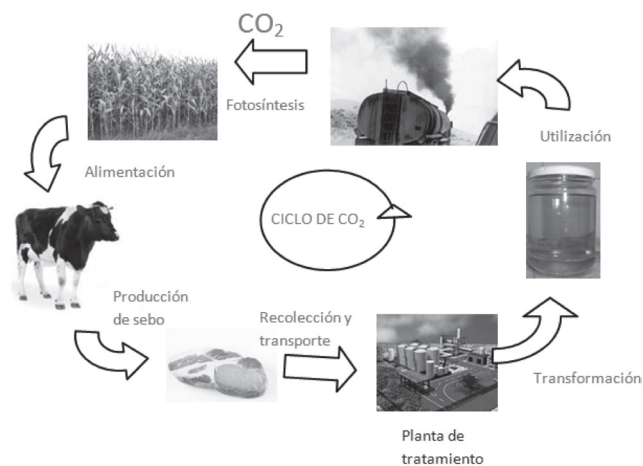 CO₂
Fotosíntesis
Utilización
Alimentación
CICLO DE CO₂
Producción
de sebo
Recolección y
transporte
Transformación
Planta de
tratamiento